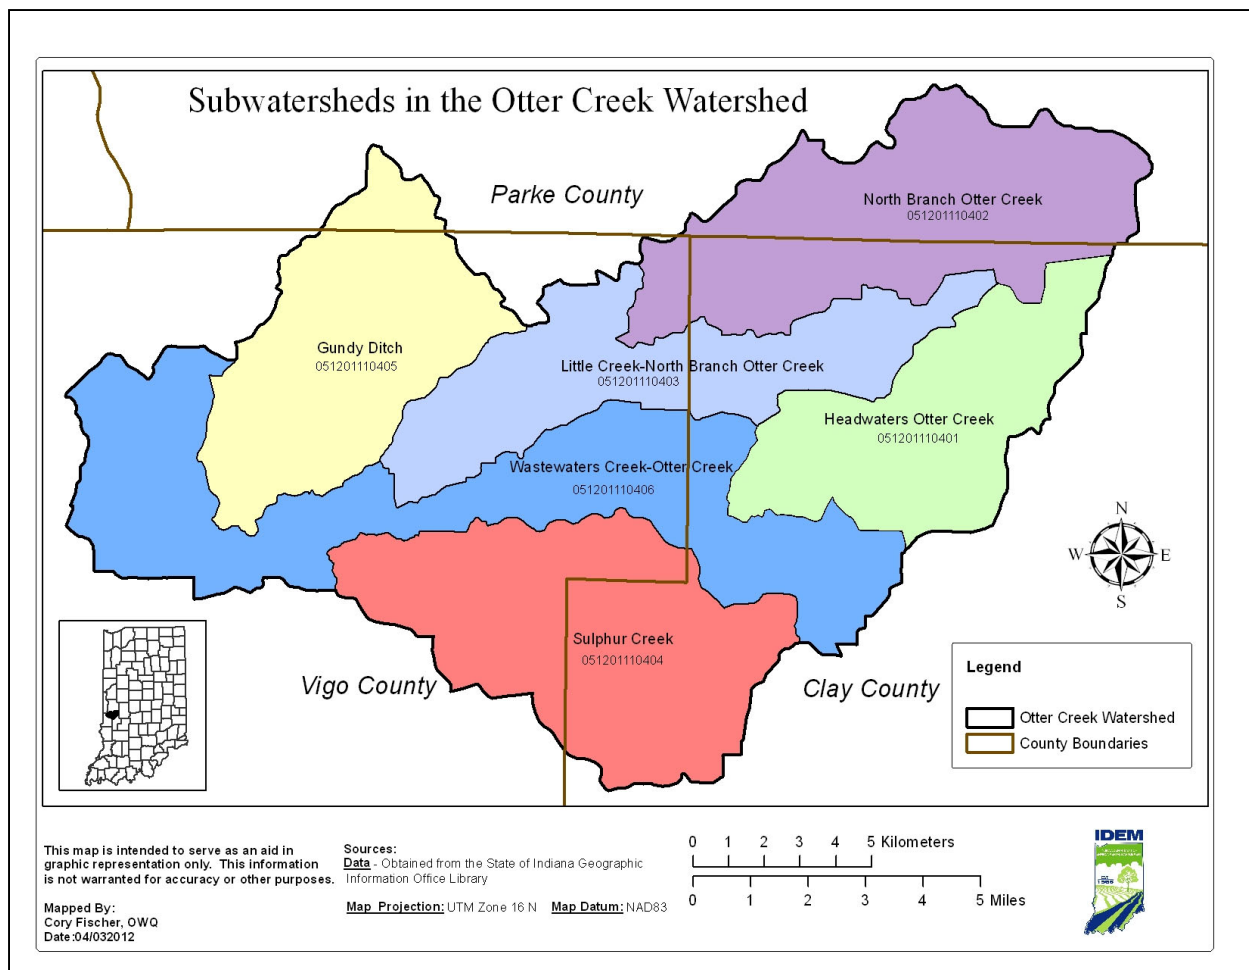 Subwatersheds in the Otter Creek Watershed
Parke County
North Branch Otter Creek
051201110402
Gundy Ditch
051201110405
Little Creek-North Branch Otter Creek
051201110403
Headwaters Otter Creek
051201110401
Wastewaters Creek-Otter Creek
051201110406
N
W
E
S
Sulphur Creek
051201110404
Vigo County
Clay County
Legend
Otter Creek Watershed
County Boundaries
This map is intended to serve as an aid in
graphic representation only. This information
is not warranted for accuracy or other purposes.
Mapped By:
Cory Fischer, OWQ
Date:04/032012
Sources:
Data - Obtained from the State of Indiana Geographic
Information Office Library
Map Projection: UTM Zone 16 N Map Datum: NAD83
0 1 2 3 4 5 Kilometers
0 1 2 3 4 5 Miles
IDEM
1986